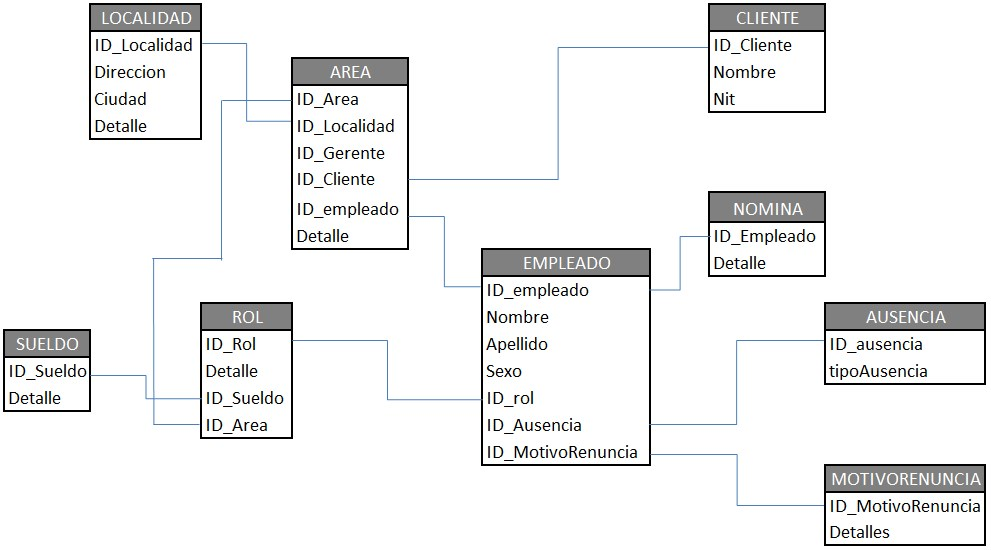 LOCALIDAD
ID_Localidad
Direccion
Ciudad
Detalle
AREA
ID_Area
ID_Localidad
ID_Gerente
ID_Cliente
ID_empleado
Detalle
CLIENTE
ID_Cliente
Nombre
Nit
NOMINA
ID_Empleado
Detalle
EMPLEADO
ID_empleado
Nombre
Apellido
Sexo
ID_rol
ID_Ausencia
ID_MotivoRenuncia
SUELDO
ID_Sueldo
Detalle
ROL
ID_Rol
Detalle
ID_Sueldo
ID_Area
AUSENCIA
ID_ausencia
tipoAusencia
MOTIVORENUNCIA
ID_MotivoRenuncia
Detalles